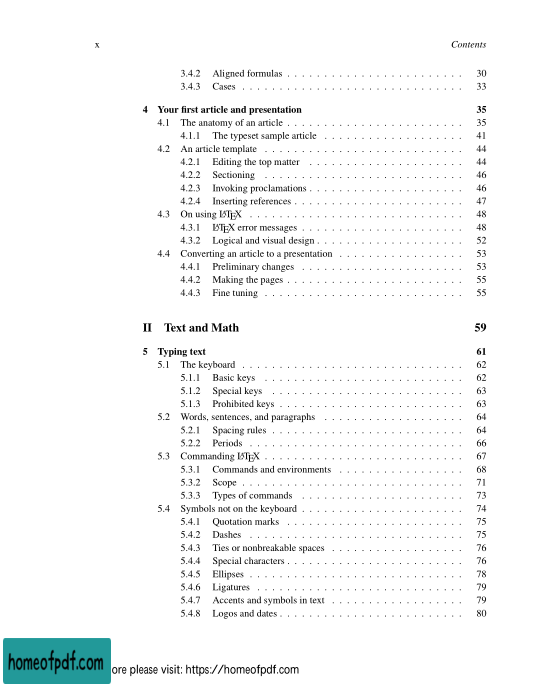 x Contents
3.4.2 Aligned formulas . . . . . . . . . . . . . . . . . . . . . . . . 30
3.4.3 Cases . . . . . . . . . . . . . . . . . . . . . . . . . . . . . . 33
4 Your first article and presentation 35
4.1 The anatomy of an article . . . . . . . . . . . . . . . . . . . . . . . . 35
4.1.1 The typeset sample article . . . . . . . . . . . . . . . . . . . 41
4.2 An article template . . . . . . . . . . . . . . . . . . . . . . . . . . . 44
4.2.1 Editing the top matter . . . . . . . . . . . . . . . . . . . . . 44
4.2.2 Sectioning . . . . . . . . . . . . . . . . . . . . . . . . . . . 46
4.2.3 Invoking proclamations . . . . . . . . . . . . . . . . . . . . . 46
4.2.4 Inserting references . . . . . . . . . . . . . . . . . . . . . . . 47
4.3 On using LATEX . . . . . . . . . . . . . . . . . . . . . . . . . . . . . 48
4.3.1 LATEX error messages . . . . . . . . . . . . . . . . . . . . . . 48
4.3.2 Logical and visual design . . . . . . . . . . . . . . . . . . . . 52
4.4 Converting an article to a presentation . . . . . . . . . . . . . . . . . 53
4.4.1 Preliminary changes . . . . . . . . . . . . . . . . . . . . . . 53
4.4.2 Making the pages . . . . . . . . . . . . . . . . . . . . . . . . 55
4.4.3 Fine tuning . . . . . . . . . . . . . . . . . . . . . . . . . . . 55
II Text and Math 59
5 Typing text 61
5.1 The keyboard . . . . . . . . . . . . . . . . . . . . . . . . . . . . . . 62
5.1.1 Basic keys . . . . . . . . . . . . . . . . . . . . . . . . . . . 62
5.1.2 Special keys . . . . . . . . . . . . . . . . . . . . . . . . . . 63
5.1.3 Prohibited keys . . . . . . . . . . . . . . . . . . . . . . . . . 63
5.2 Words, sentences, and paragraphs . . . . . . . . . . . . . . . . . . . 64
5.2.1 Spacing rules . . . . . . . . . . . . . . . . . . . . . . . . . . 64
5.2.2 Periods . . . . . . . . . . . . . . . . . . . . . . . . . . . . . 66
5.3 Commanding LATEX . . . . . . . . . . . . . . . . . . . . . . . . . . . 67
5.3.1 Commands and environments . . . . . . . . . . . . . . . . . 68
5.3.2 Scope . . . . . . . . . . . . . . . . . . . . . . . . . . . . . . 71
5.3.3 Types of commands . . . . . . . . . . . . . . . . . . . . . . 73
5.4 Symbols not on the keyboard . . . . . . . . . . . . . . . . . . . . . . 74
5.4.1 Quotation marks . . . . . . . . . . . . . . . . . . . . . . . . 75
5.4.2 Dashes . . . . . . . . . . . . . . . . . . . . . . . . . . . . . 75
5.4.3 Ties or nonbreakable spaces . . . . . . . . . . . . . . . . . . 76
5.4.4 Special characters . . . . . . . . . . . . . . . . . . . . . . . . 76
5.4.5 Ellipses . . . . . . . . . . . . . . . . . . . . . . . . . . . . . 78
5.4.6 Ligatures . . . . . . . . . . . . . . . . . . . . . . . . . . . . 79
5.4.7 Accents and symbols in text . . . . . . . . . . . . . . . . . . 79
5.4.8 Logos and dates . . . . . . . . . . . . . . . . . . . . . . . . . 80
homeofpdf.com ore please visit: https://homeofpdf.com